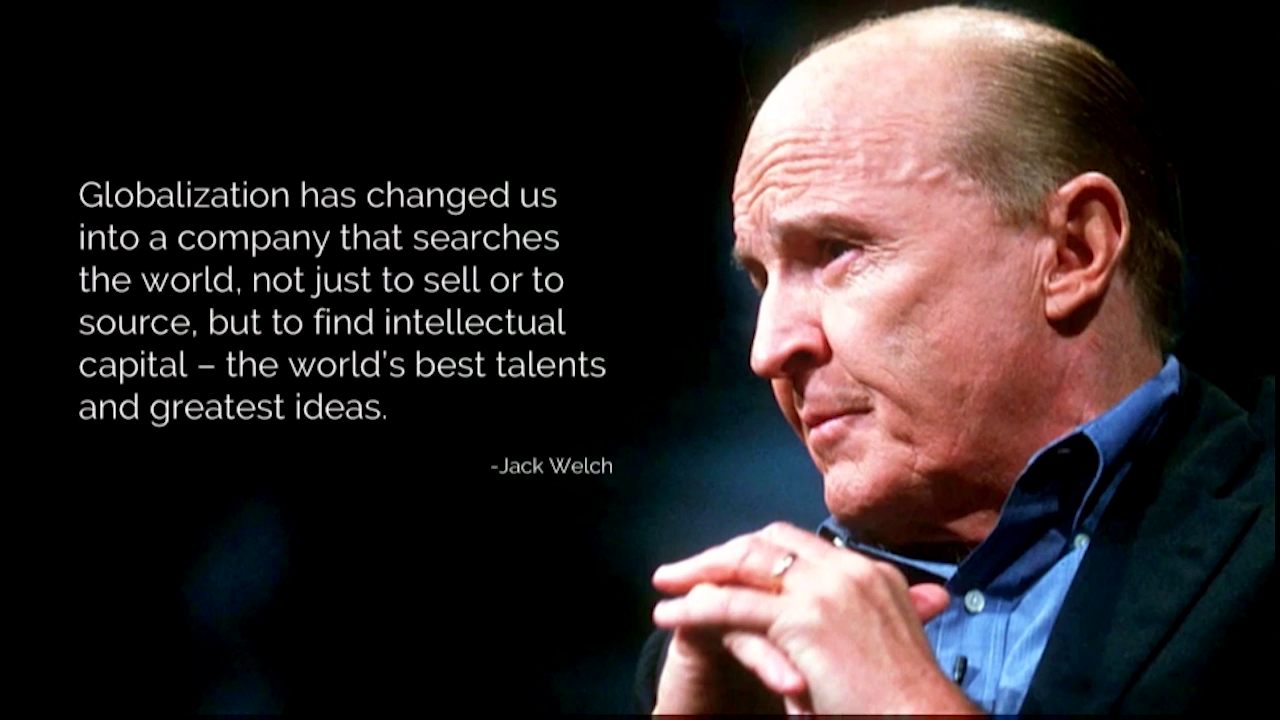 Globalization has changed us
into a company that searches
the world, not just to sell or to
source, but to find intellectual
capital – the world's best talents
and greatest ideas.
-Jack Welch